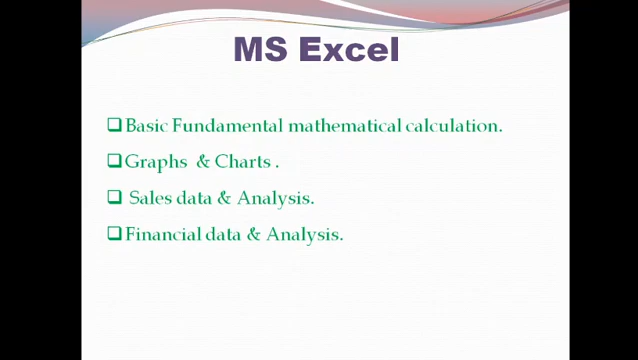 MS Excel
Basic Fundamental mathematical calculation.
Graphs & Charts .
Sales data & Analysis.
Financial data & Analysis.